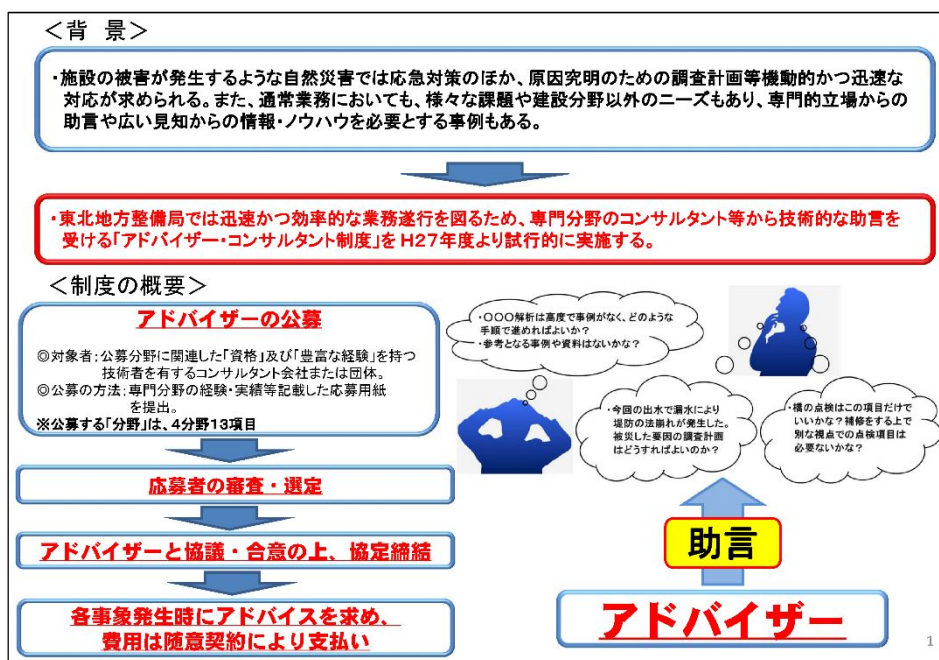 <背 景>
・施設の被害が発生するような自然災害では応急対策のほか、原因究明のための調査計画等機動的かつ迅速な
対応が求められる。また、通常業務においても、様々な課題や建設分野以外のニーズもあり、専門的立場からの
助言や広い見知からの情報・ノウハウを必要とする事例もある。
・東北地方整備局では迅速かつ効率的な業務遂行を図るため、専門分野のコンサルタント等から技術的な助言を
受ける「アドバイザー・コンサルタント制度」をH27年度より試行的に実施する。
<制度の概要>
アドバイザーの公募
◎対象者;公募分野に関連した「資格」及び「豊富な経験」を持つ
技術者を有するコンサルタント会社または団体。
◎公募の方法;専門分野の経験・実績等記載した応募用紙
を提出。
※公募する「分野」は、4分野13項目
応募者の審査・選定
アドバイザーと協議・合意の上、協定締結
各事象発生時にアドバイスを求め、
費用は随意契約により支払い
・〇〇〇解析は高度で事例がなく、どのような
手順で進めればよいか？
・参考となる事例や資料はないかな？
・今回の出水で漏水により
堤防の法崩れが発生した。
被災した要因の調査計画
はどうすればよいのか？
・橋の点検はこの項目だけで
いいかな？補修をする上で
別な視点での点検項目は
必要ないかな？
助言
アドバイザー
1